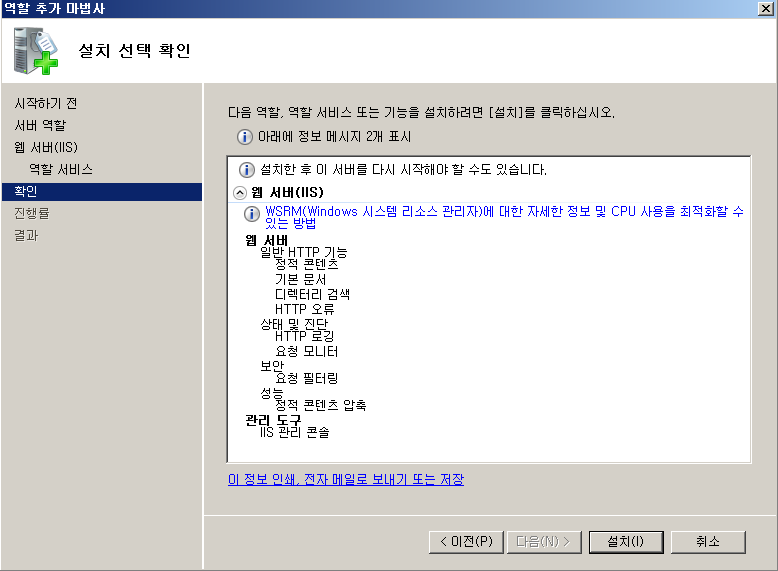 역할 추가 마법사
설치 선택 확인
시작하기 전
서버 역할
웹 서버(IIS)
역할 서비스
확인
진행률
결과
다음 역할, 역할 서비스 또는 기능을 설치하려면 [설치]를 클릭하십시오.
아래에 정보 메시지 2개 표시
설치한 후 이 서버를 다시 시작해야 할 수도 있습니다.
웹 서버(IIS)
WSRM(Windows 시스템 리소스 관리자)에 대한 자세한 정보 및 CPU 사용을 최적화할 수
있는 방법
웹 서버
일반 HTTP 기능
정적 콘텐츠
기본 문서
디렉터리 검색
HTTP 오류
상태 및 진단
HTTP 로깅
요청 모니터
보안
요청 필터링
성능
정적 콘텐츠 압축
관리 도구
IIS 관리 콘솔
이 정보 인쇄, 전자 메일로 보내기 또는 저장
< 이전(P)
다음(N) >
설치(I)
취소